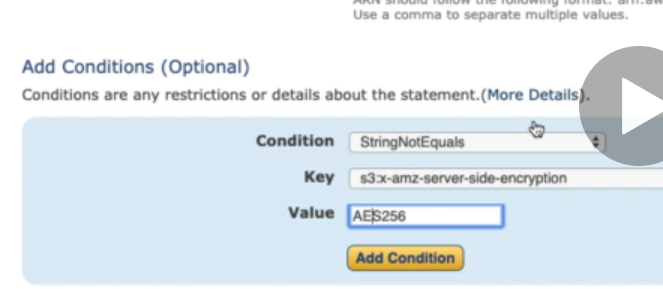 ARN should follow the following format: arn:aw
Use a comma to separate multiple values.
Add Conditions (Optional)
Conditions are any restrictions or details about the statement.(More Details).
Condition StringNotEquals
Key s3:x-amz-server-side-encryption
Value AES256
Add Condition